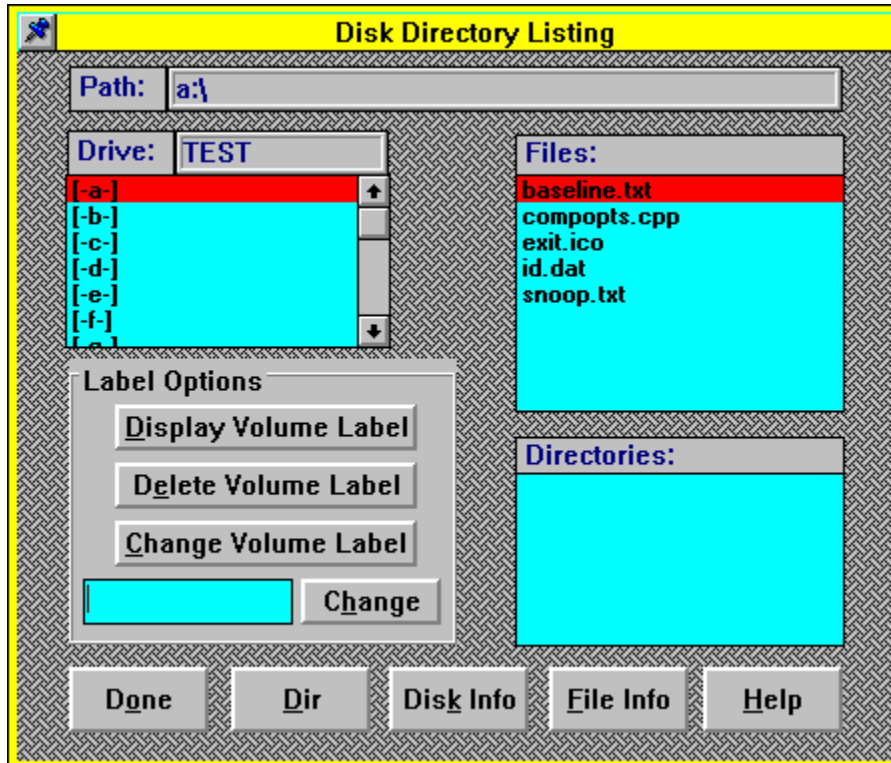 Disk Directory Listing
Path: a:\
Drive: TEST
[-a-]
[-b-]
[-c-]
[-d-]
[-e-]
[-f-]
Files:
baseline.txt
compopts.cpp
exit.ico
id.dat
snoop.txt
Label Options
Display Volume Label
Delete Volume Label
Change Volume Label
Change
Directories:
Done Dir Disk Info File Info Help